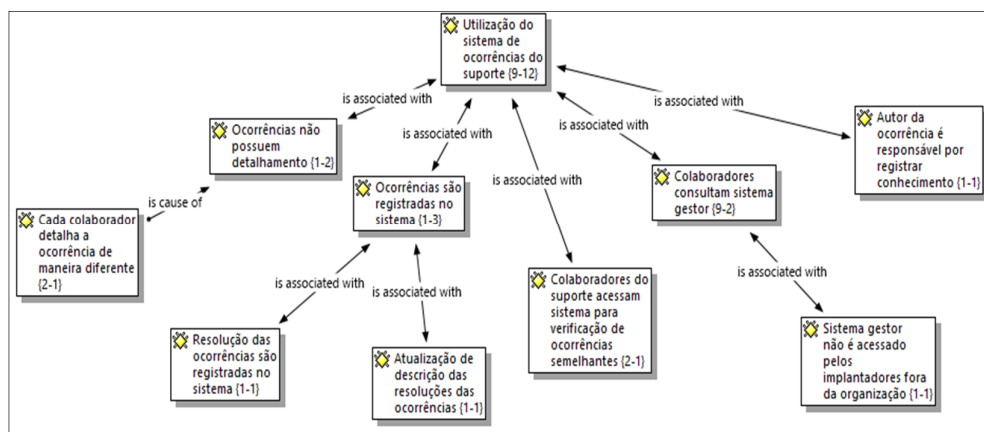 Utilização do
sistema de
ocorrências do
suporte {9-12}
is associated with
is associated with
is associated with
is associated with
is associated with
Ocorrências não
possuem
detalhamento {1-2}
Autor da
ocorrência é
responsável por
registrar
conhecimento {1-1}
Ocorrências são
registradas no
sistema {1-3}
Colaboradores
consultam sistema
gestor
{9-2}
is cause of
Cada colaborador
detalha a
ocorrência de
maneira diferente
{2-1}
is associated with
is associated with
is associated with
Colaboradores do
suporte acessam
sistema para
verificação de
ocorrências
semelhantes {2-1}
Resolução das
ocorrências são
registradas no
sistema {1-1}
Atualização de
descrição das
resoluções das
ocorrências {1-1}
Sistema gestor
não é acessado
pelos
implantadores fora
da organização {1-1}